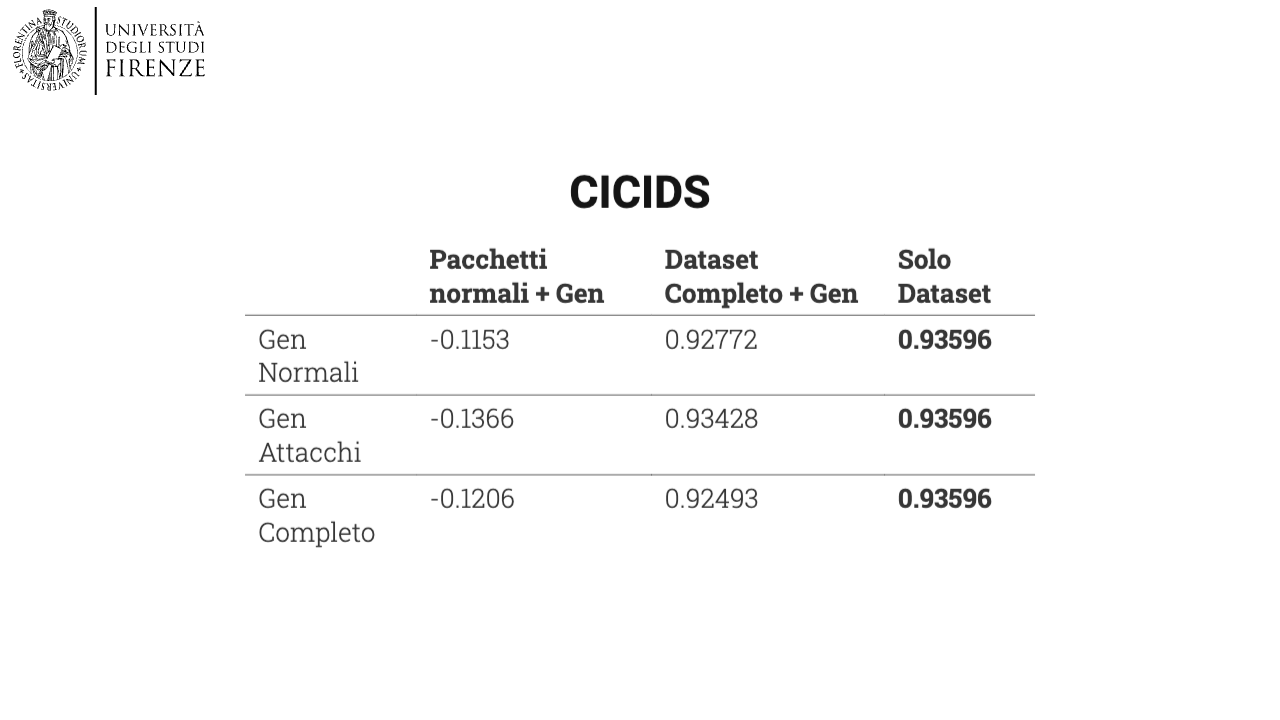 UNIVERSITÀ
DEGLI STUDI
FIRENZE
FLORENTINA STUDIORUM UNIVERSITAS
CICIDS
Pacchetti normali + Gen
Dataset Completo + Gen
Solo Dataset
Gen Normali
-0.1153
0.92772
0.93596
Gen Attacchi
-0.1366
0.93428
0.93596
Gen Completo
-0.1206
0.92493
0.93596